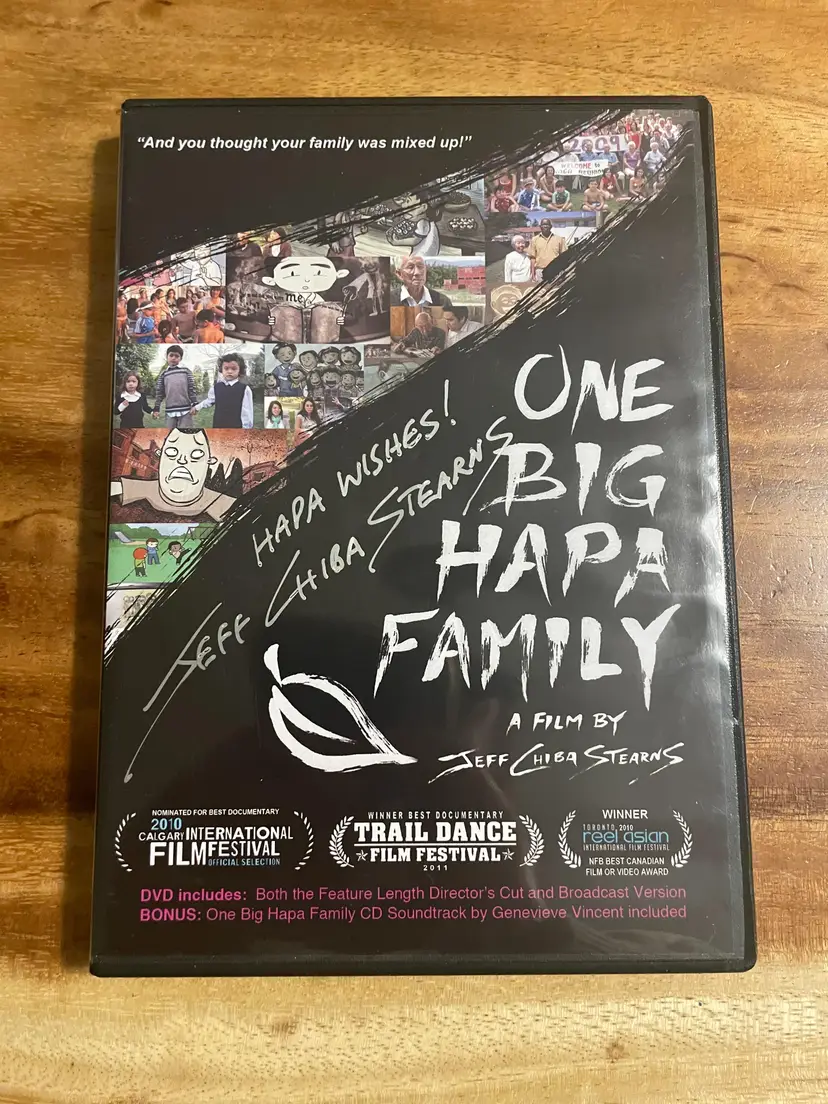 "And you thought your family was mixed up!"
2009
WELCOME to
me
HAPA WISHES!
JEFF CHIBA STEARNS
ONE
BIG
HAPA
FAMILY
A FILM BY
JEFF CHIBA STEARNS
NOMINATED FOR BEST DOCUMENTARY
2010
CALGARY INTERNATIONAL
FILM FESTIVAL
OFFICIAL SELECTION
WINNER BEST DOCUMENTARY
TRAIL DANCE
FILM FESTIVAL
2011
WINNER
TORONTO 2010
reel asian
INTERNATIONAL FILM FESTIVAL
NFB BEST CANADIAN
FILM OR VIDEO AWARD
DVD includes: Both the Feature Length Director's Cut and Broadcast Version
BONUS: One Big Hapa Family CD Soundtrack by Genevieve Vincent included